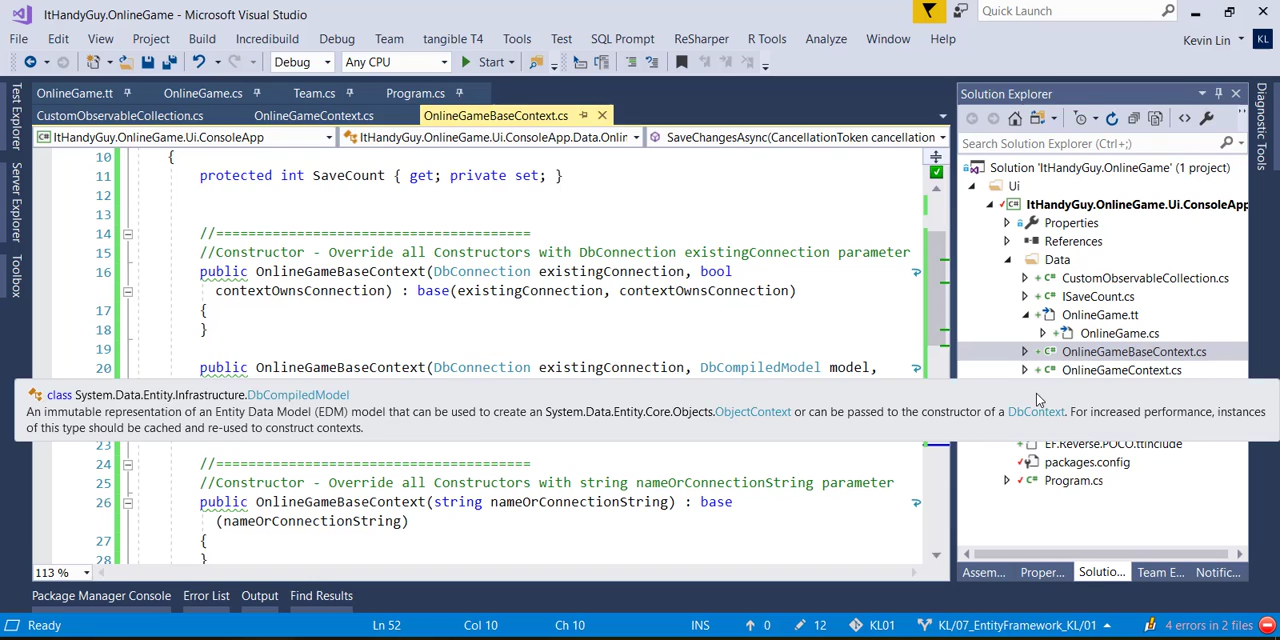 ItHandyGuy.OnlineGame - Microsoft Visual Studio
Quick Launch
File Edit View Project Build Incredibuild Debug Team tangible T4 Tools Test SQL Prompt ReSharper R Tools Analyze Window Help
Kevin Lin KL
Debug Any CPU Start
Test Explorer
Server Explorer
Toolbox
OnlineGame.tt OnlineGame.cs Team.cs Program.cs
CustomObservableCollection.cs OnlineGameContext.cs OnlineGameBaseContext.cs
ItHandyGuy.OnlineGame.Ui.ConsoleApp ItHandyGuy.OnlineGame.Ui.ConsoleApp.Data.Onlin SaveChangesAsync(CancellationToken cancellation
10 {
11 protected int SaveCount { get; private set; }
12
13
14 //=======================================
15 //Constructor - Override all Constructors with DbConnection existingConnection parameter
16 public OnlineGameBaseContext(DbConnection existingConnection, bool
contextOwnsConnection) : base(existingConnection, contextOwnsConnection)
17 {
18 }
19
20 public OnlineGameBaseContext(DbConnection existingConnection, DbCompiledModel model,
class System.Data.Entity.Infrastructure.DbCompiledModel
An immutable representation of an Entity Data Model (EDM) model that can be used to create an System.Data.Entity.Core.Objects.ObjectContext or can be passed to the constructor of a DbContext. For increased performance, instances
of this type should be cached and re-used to construct contexts.
23
24 //=======================================
25 //Constructor - Override all Constructors with string nameOrConnectionString parameter
26 public OnlineGameBaseContext(string nameOrConnectionString) : base
(nameOrConnectionString)
27 {
28 }
113 %
Solution Explorer
Search Solution Explorer (Ctrl+;)
Solution 'ItHandyGuy.OnlineGame' (1 project)
Ui
ItHandyGuy.OnlineGame.Ui.ConsoleApp
Properties
References
Data
CustomObservableCollection.cs
ISaveCount.cs
OnlineGame.tt
OnlineGame.cs
OnlineGameBaseContext.cs
OnlineGameContext.cs
EF.Reverse.POCO.ttinclude
packages.config
Program.cs
Assem... Proper... Solutio... Team E... Notific...
Diagnostic Tools
Package Manager Console Error List Output Find Results
Ready Ln 52 Col 10 Ch 10 INS 0 12 KL01 KL/07_EntityFramework_KL/01 4 errors in 2 files